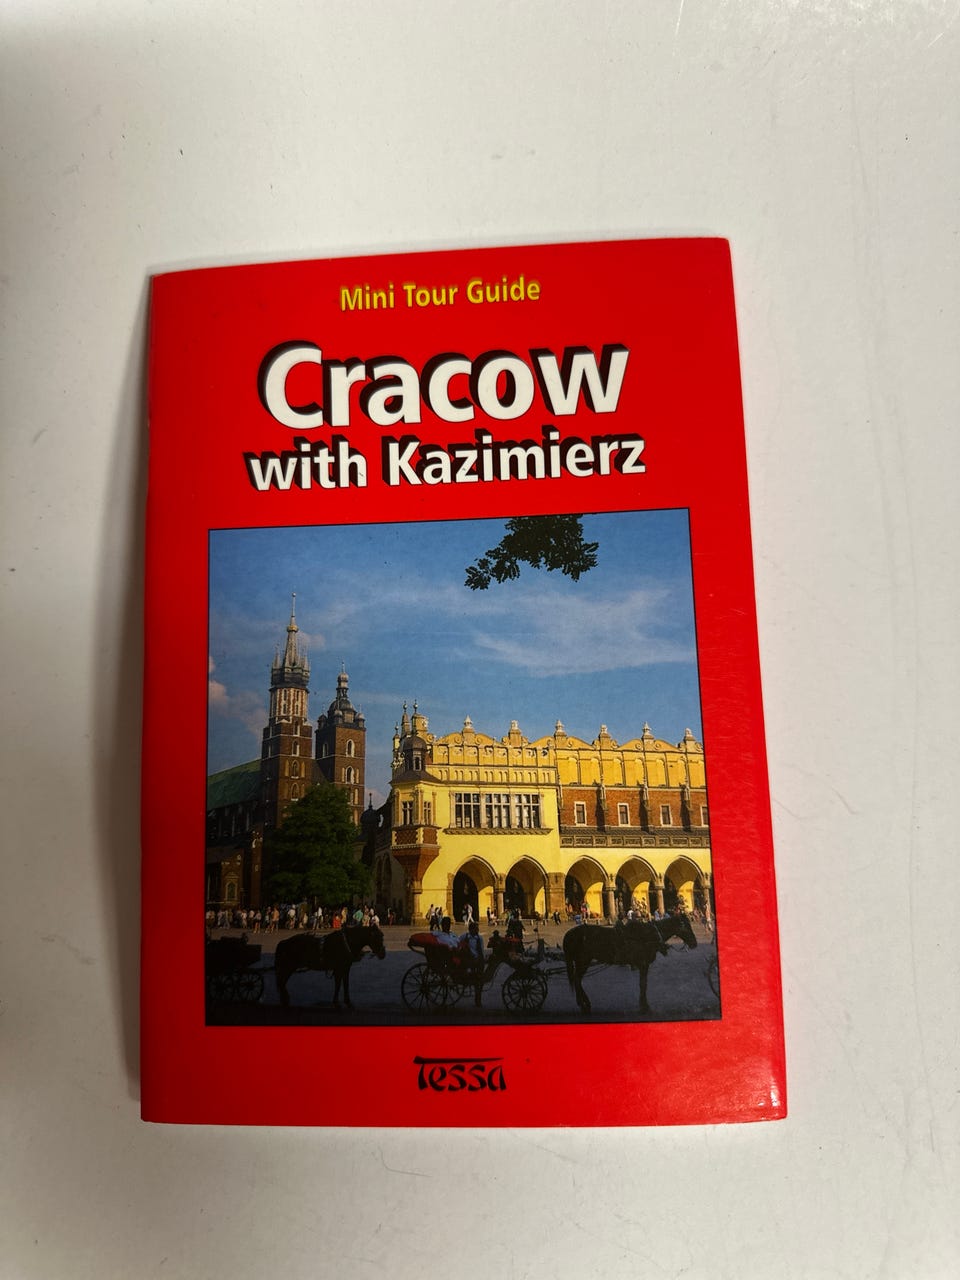 Mini Tour Guide
Cracow
with Kazimierz
Tessa